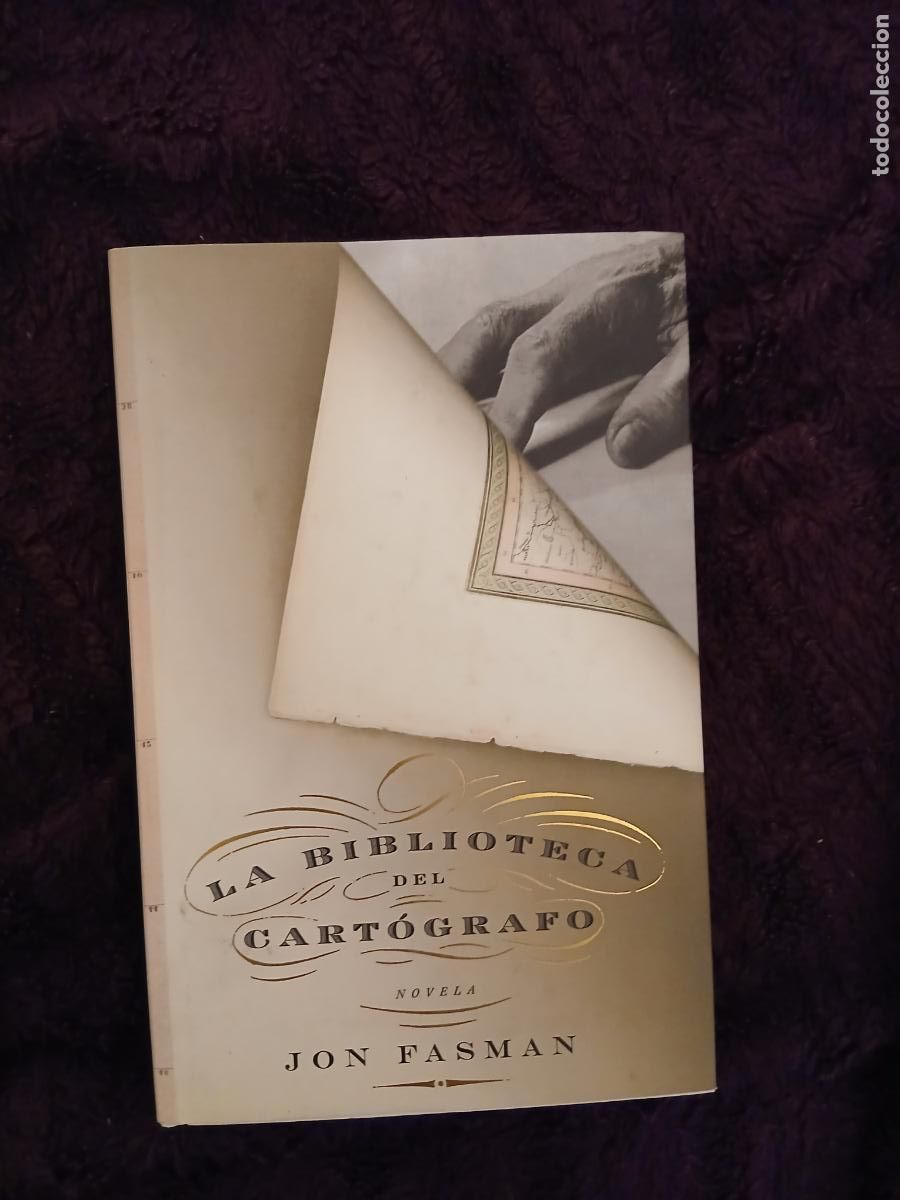 todocoleccion
LA BIBLIOTECA
DEL
CARTÓGRAFO
NOVELA
JON FASMAN